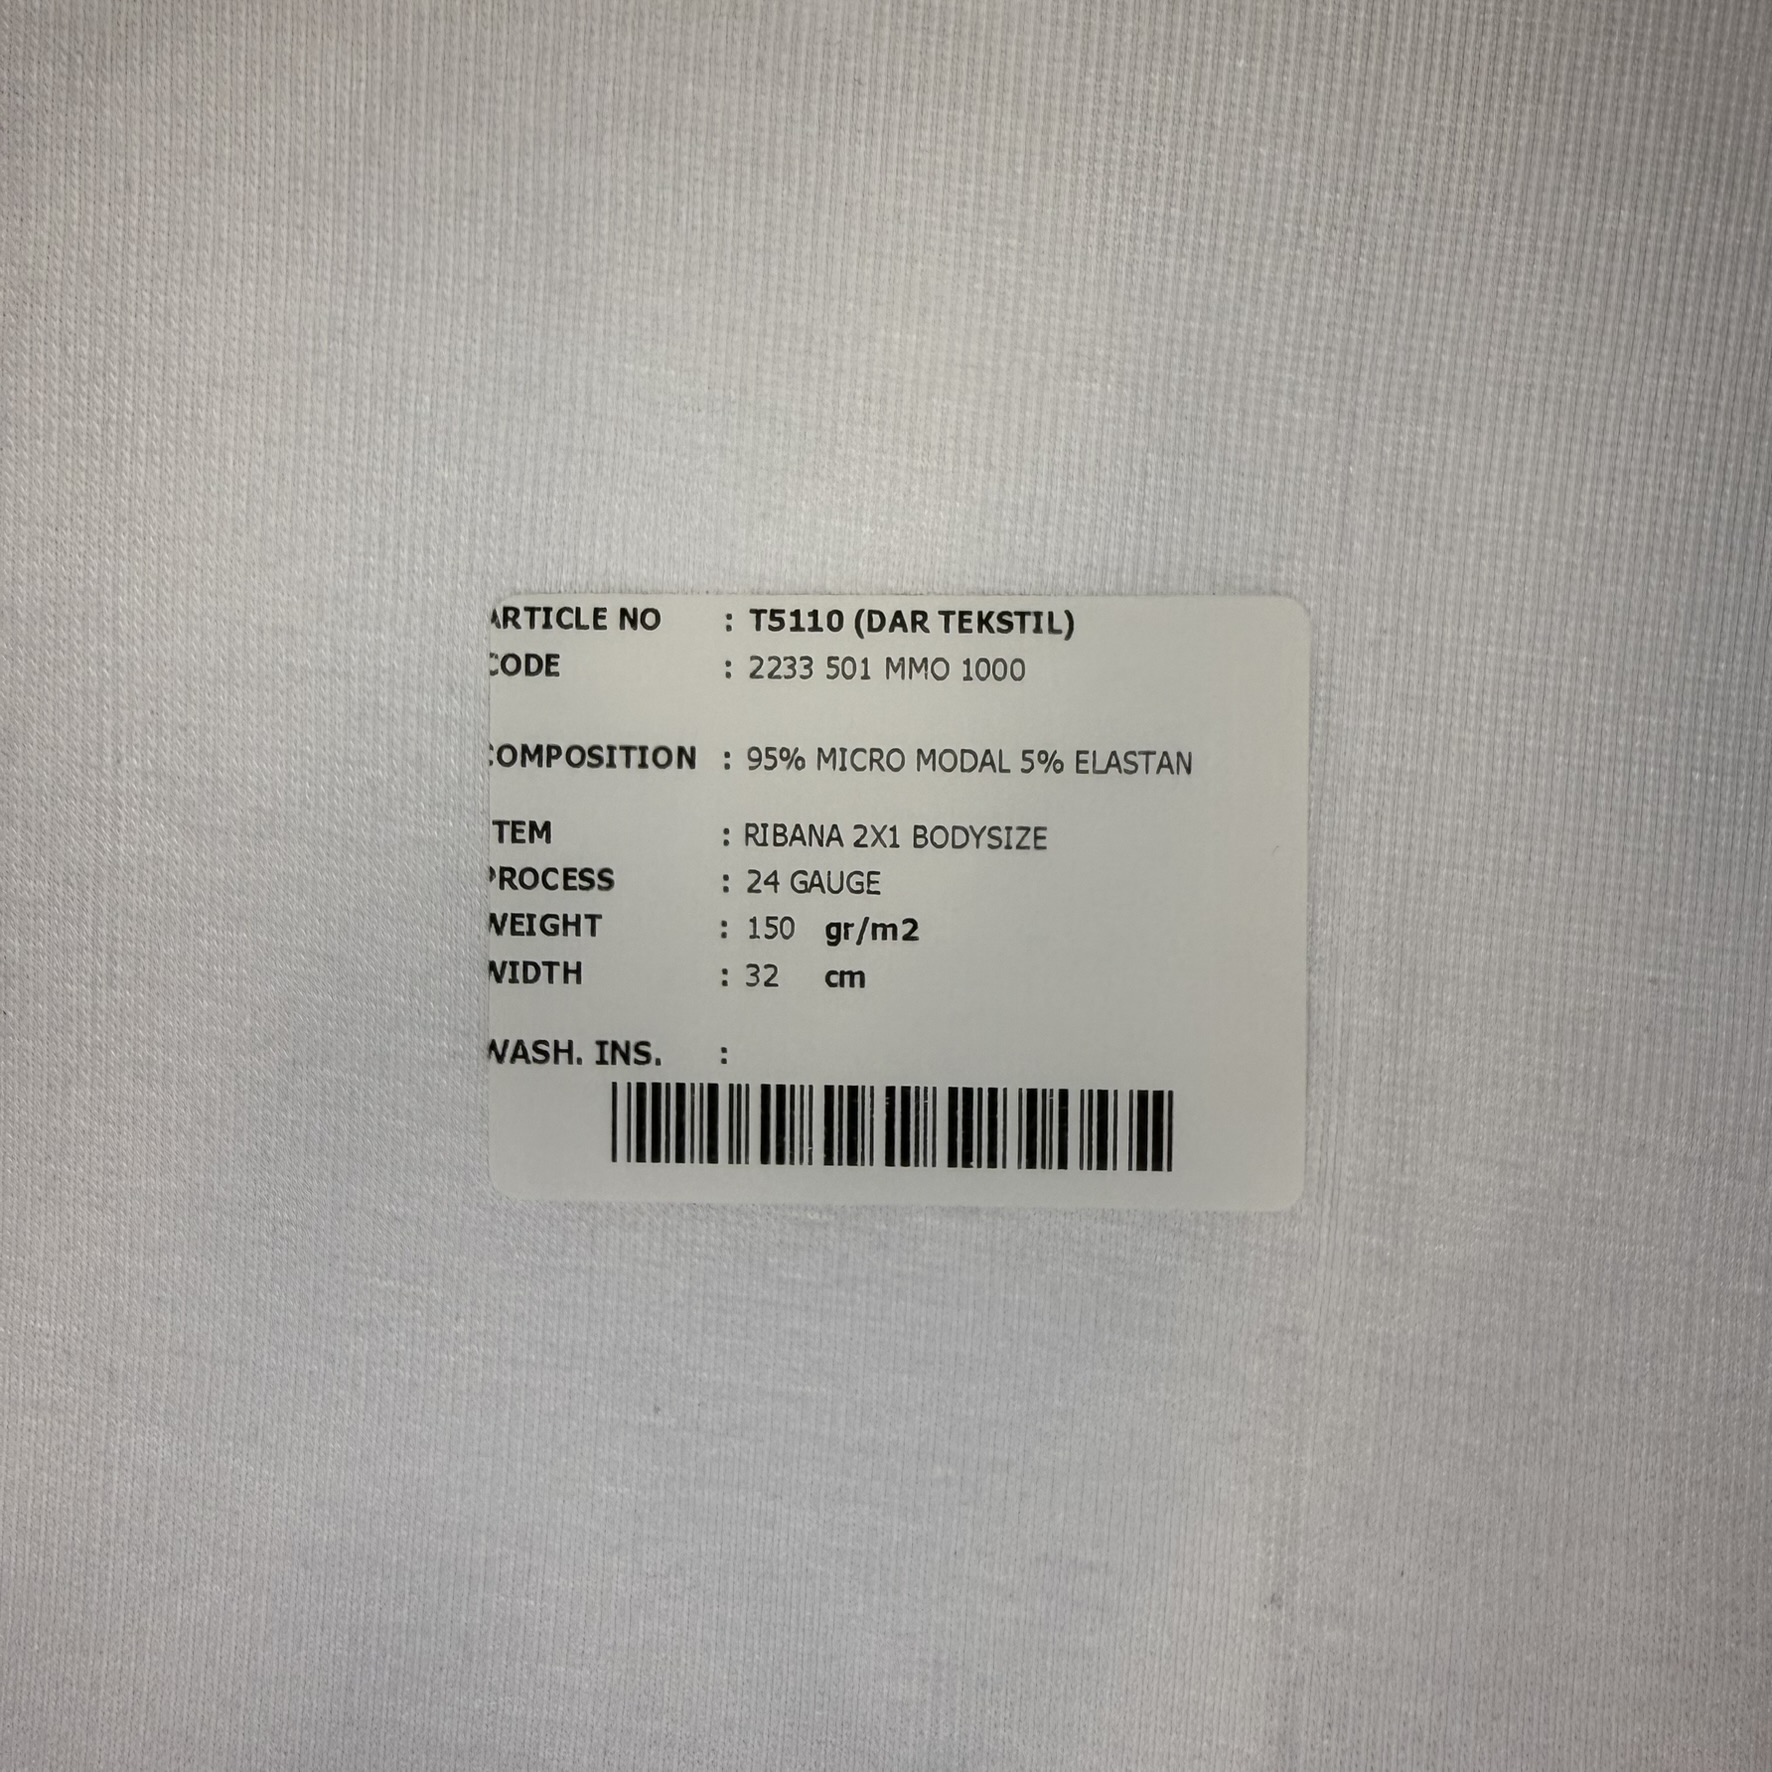 ARTICLE NO : T5110 (DAR TEKSTIL)
CODE : 2233 501 MMO 1000
COMPOSITION : 95% MICRO MODAL 5% ELASTAN
ITEM : RIBANA 2X1 BODYSIZE
PROCESS : 24 GAUGE
WEIGHT : 150 gr/m2
WIDTH : 32 cm
WASH. INS. :